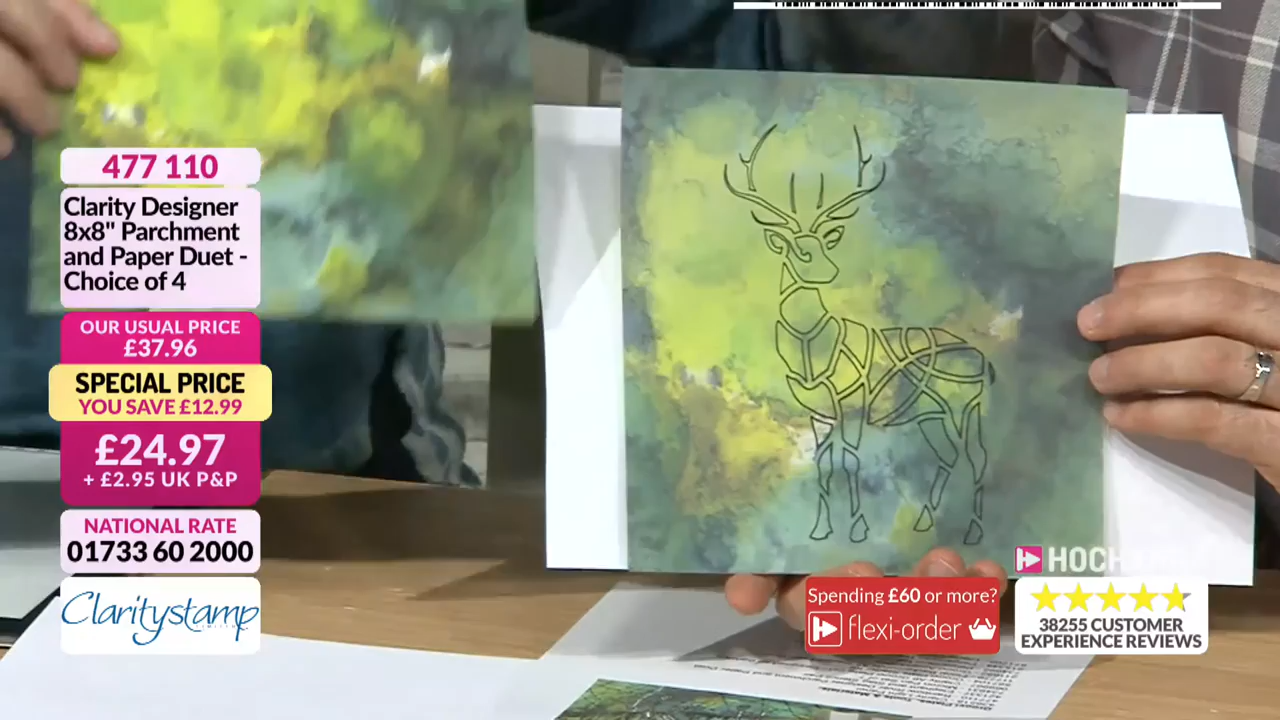 477 110
Clarity Designer
8x8" Parchment
and Paper Duet -
Choice of 4
OUR USUAL PRICE
£37.96
SPECIAL PRICE
YOU SAVE £12.99
£24.97
+ £2.95 UK P&P
NATIONAL RATE
01733 60 2000
Claritystamp
Spending £60 or more?
flexi-order
38255 CUSTOMER
EXPERIENCE REVIEWS